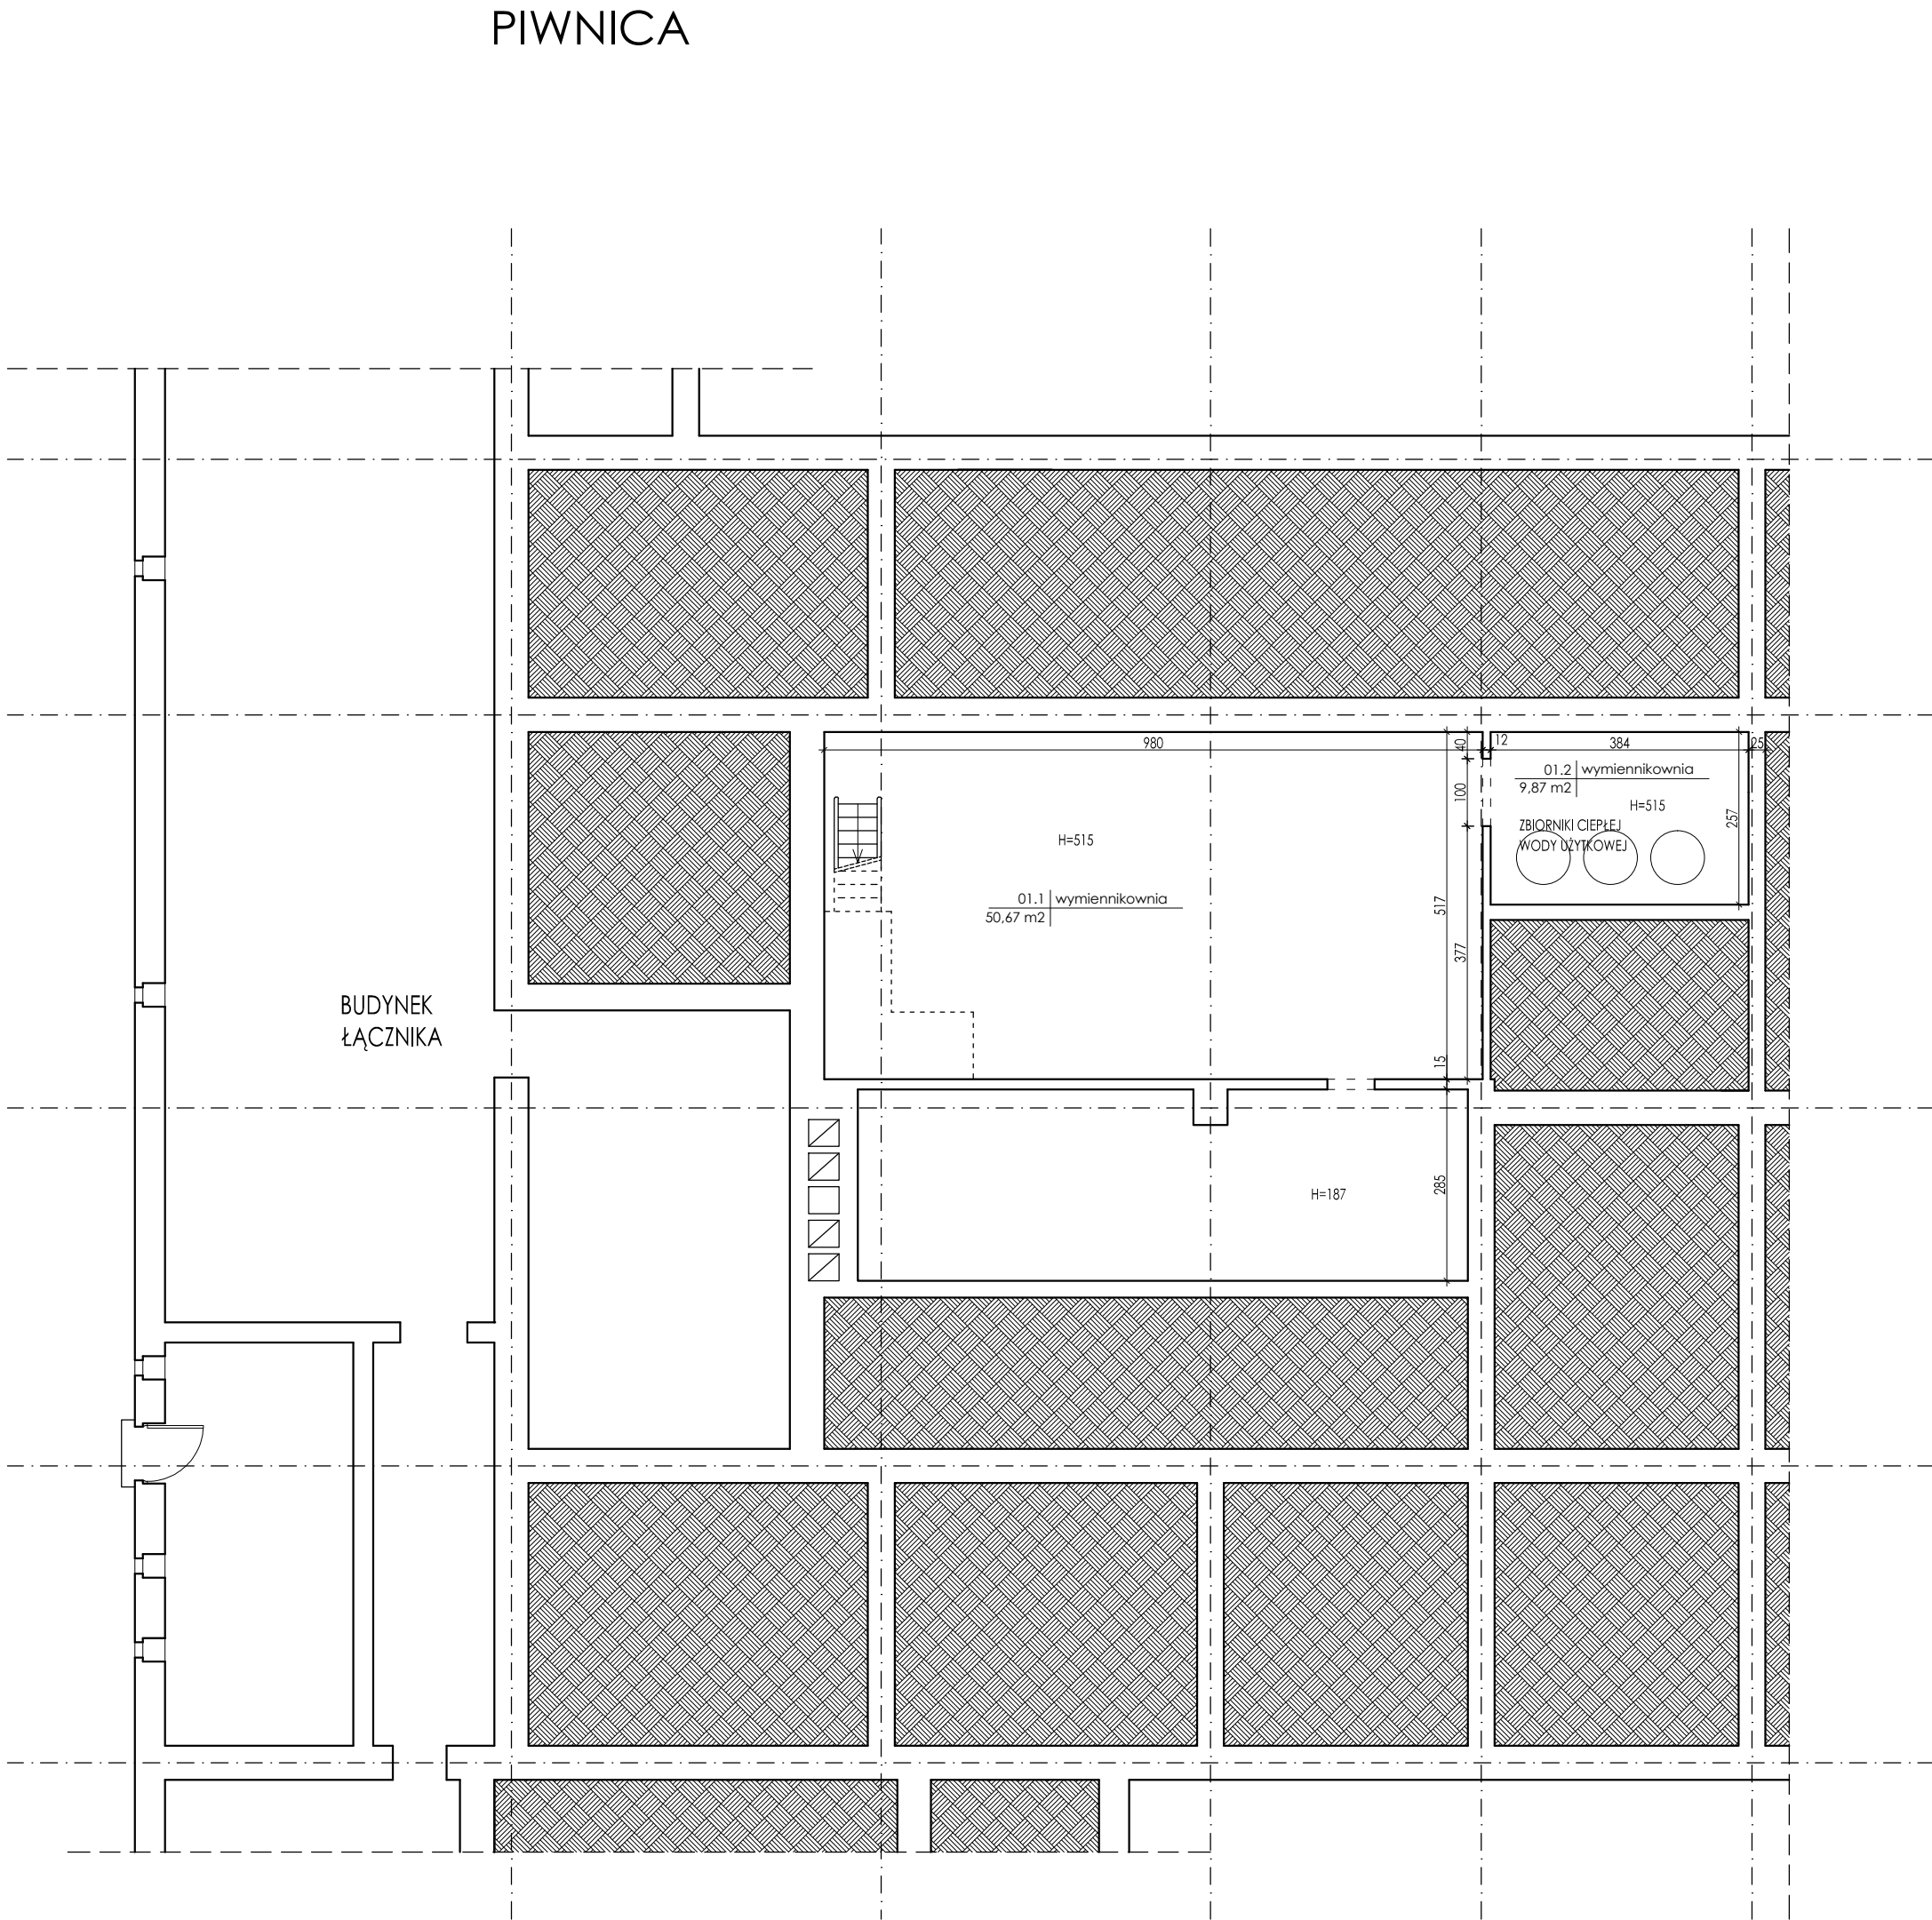 PIWNICA
980
40
12
384
25
01.2 wymiennikownia
9,87 m2
H=515
100
257
ZBIORNIKI CIEPŁEJ
WODY UŻYTKOWEJ
H=515
01.1 wymiennikownia
50,67 m2
517
377
BUDYNEK
ŁĄCZNIKA
15
285
H=187